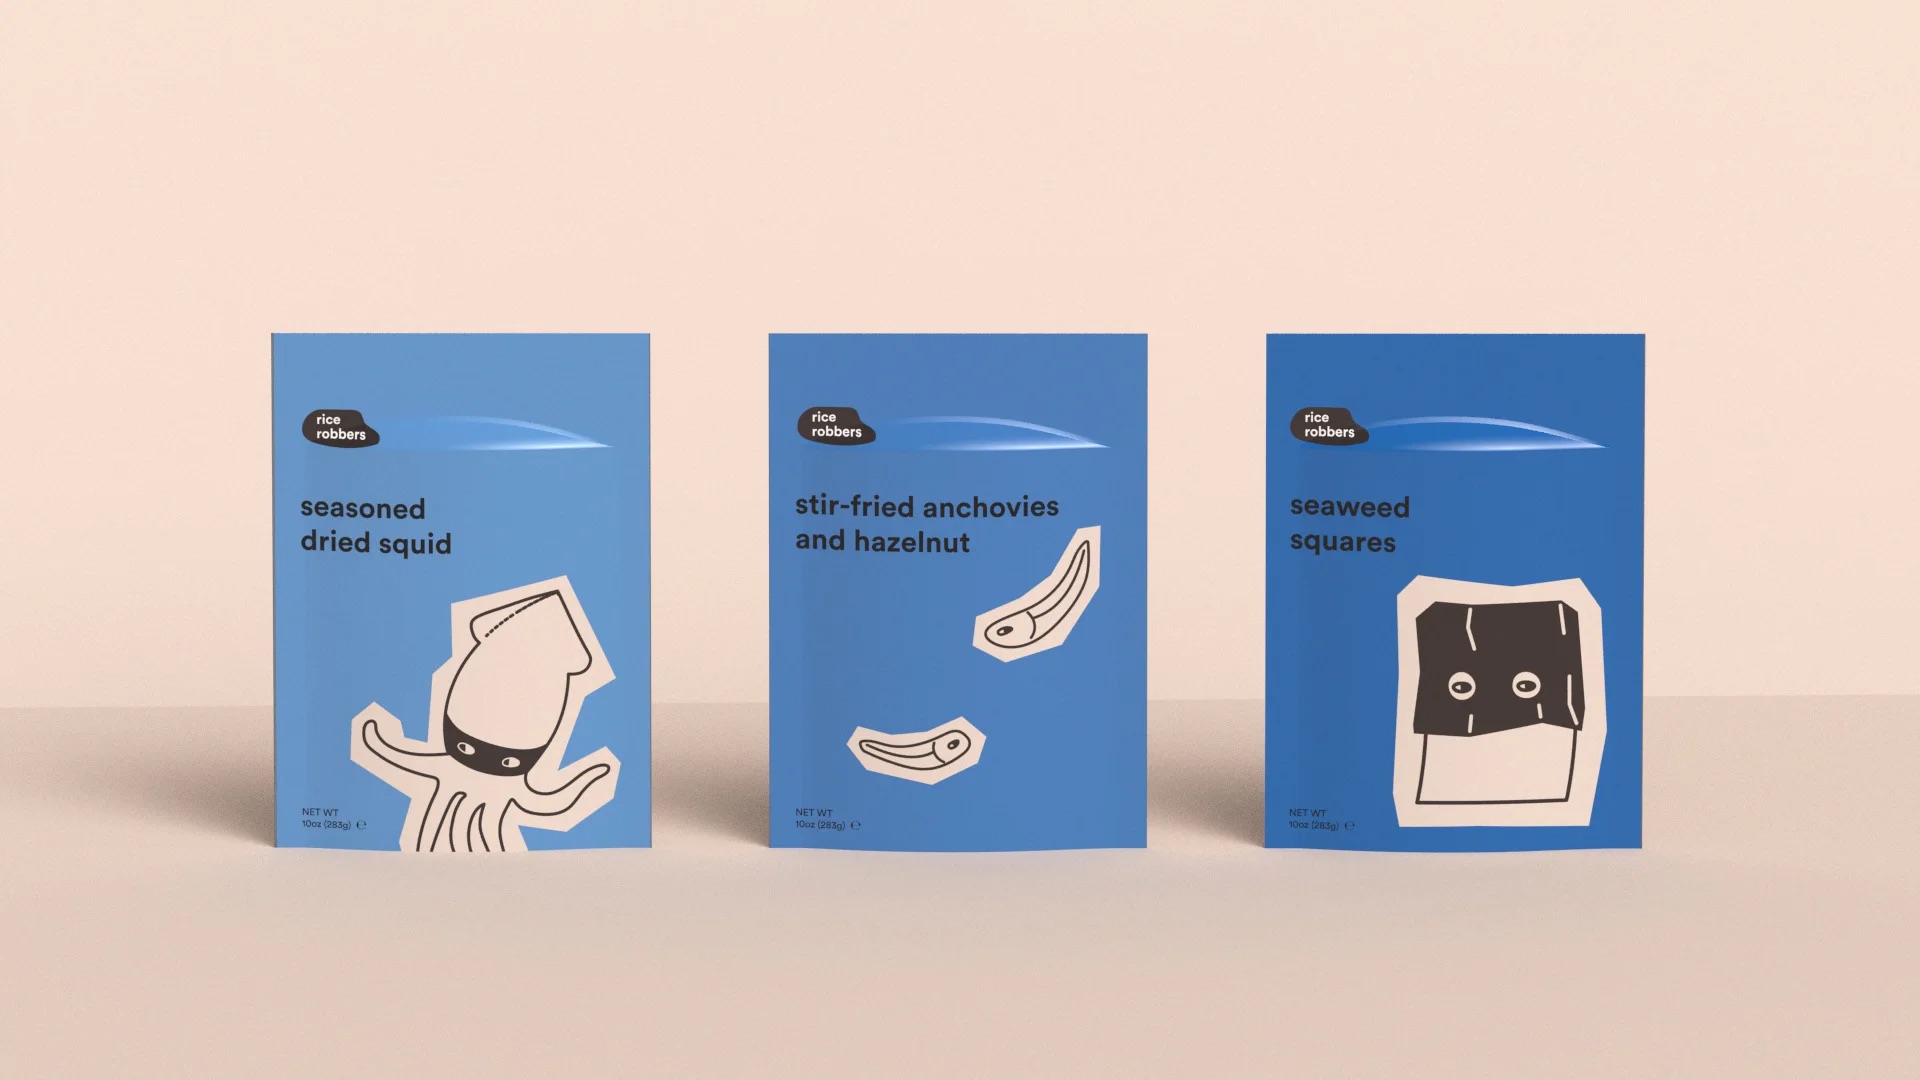 rice
robbers
seasoned
dried squid
NET WT
10oz (283g) ℮
rice
robbers
stir-fried anchovies
and hazelnut
NET WT
10oz (283g) ℮
rice
robbers
seaweed
squares
NET WT
10oz (283g) ℮